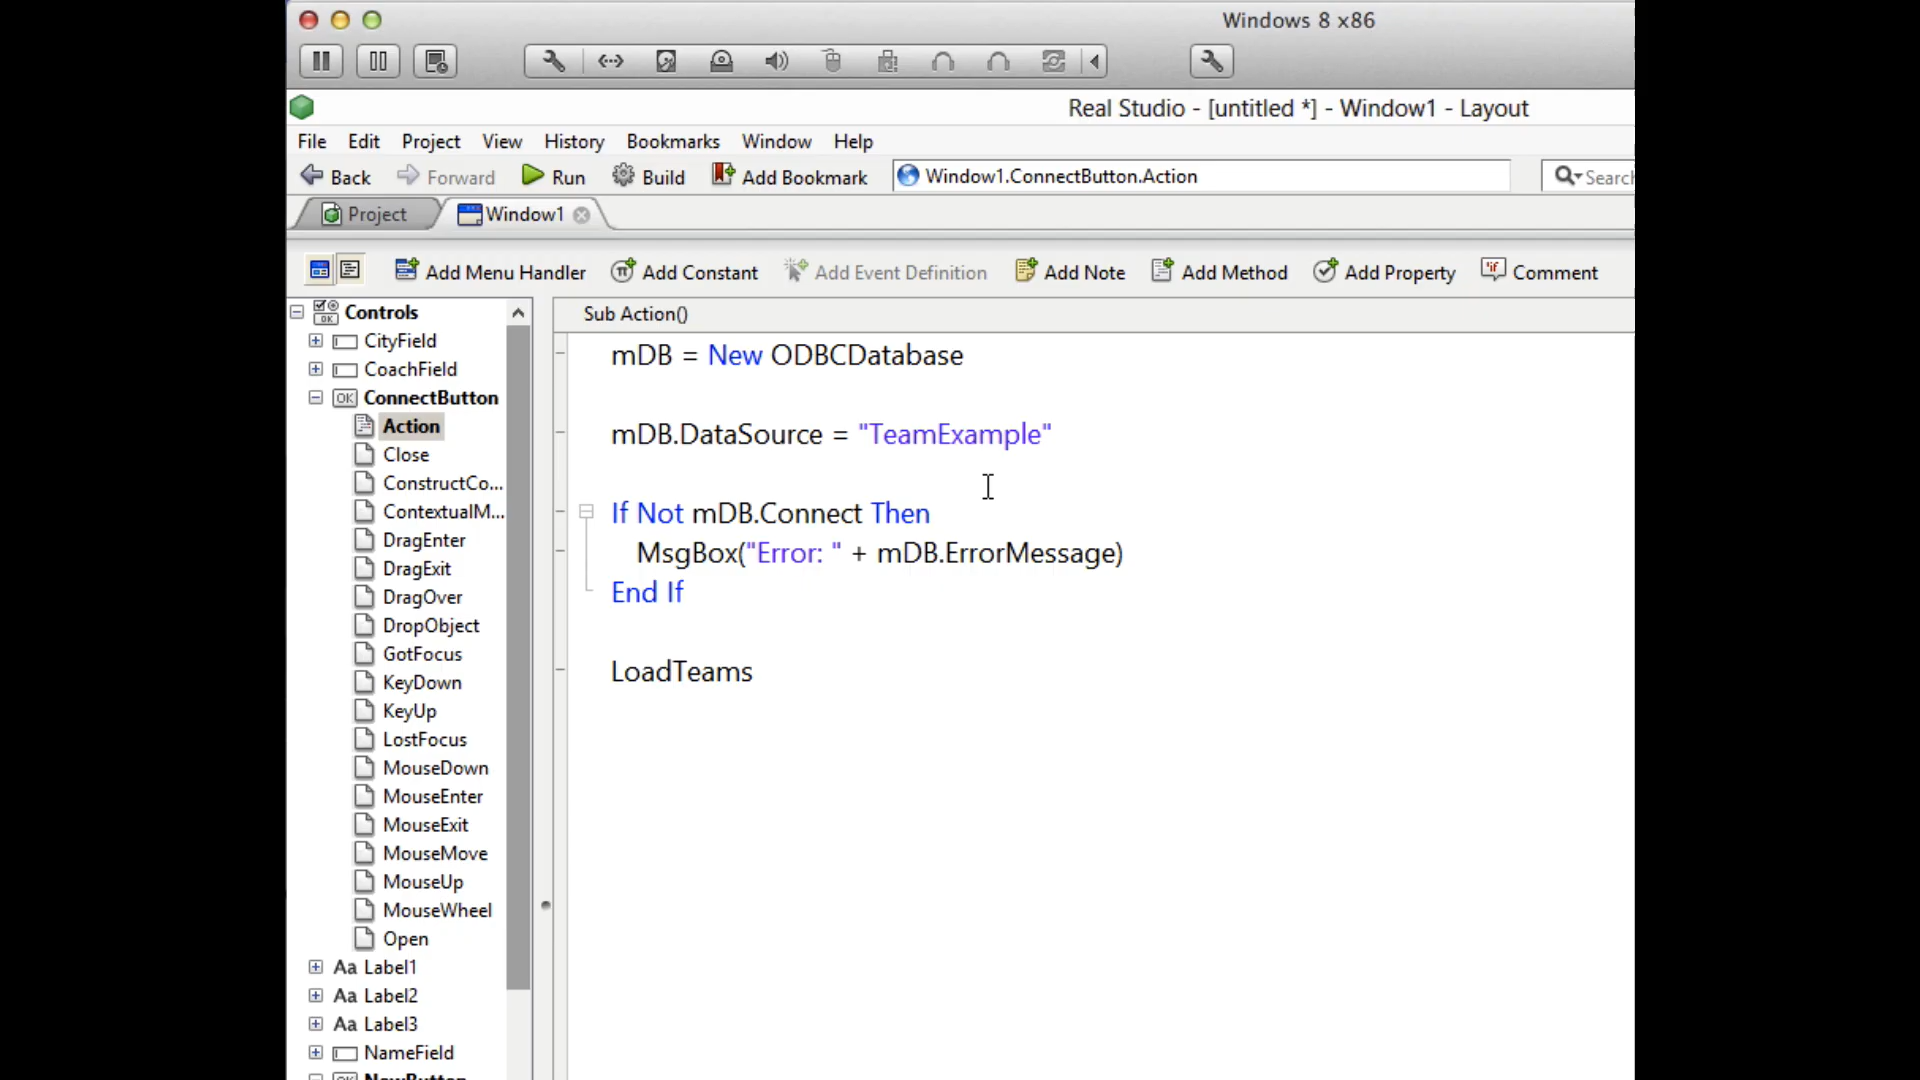 Windows 8 x86
Real Studio - [untitled *] - Window1 - Layout
File Edit Project View History Bookmarks Window Help
Back Forward Run Build Add Bookmark Window1.ConnectButton.Action Search
Project Window1
Add Menu Handler Add Constant Add Event Definition Add Note Add Method Add Property Comment
Controls
Sub Action()
CityField
CoachField
ConnectButton
Action
Close
ConstructCo...
ContextualM...
DragEnter
DragExit
DragOver
DropObject
GotFocus
KeyDown
KeyUp
LostFocus
MouseDown
MouseEnter
MouseExit
MouseMove
MouseUp
MouseWheel
Open
Aa Label1
Aa Label2
Aa Label3
NameField
NewButton
mDB = New ODBCDatabase
mDB.DataSource = "TeamExample"
If Not mDB.Connect Then
MsgBox("Error: " + mDB.ErrorMessage)
End If
LoadTeams